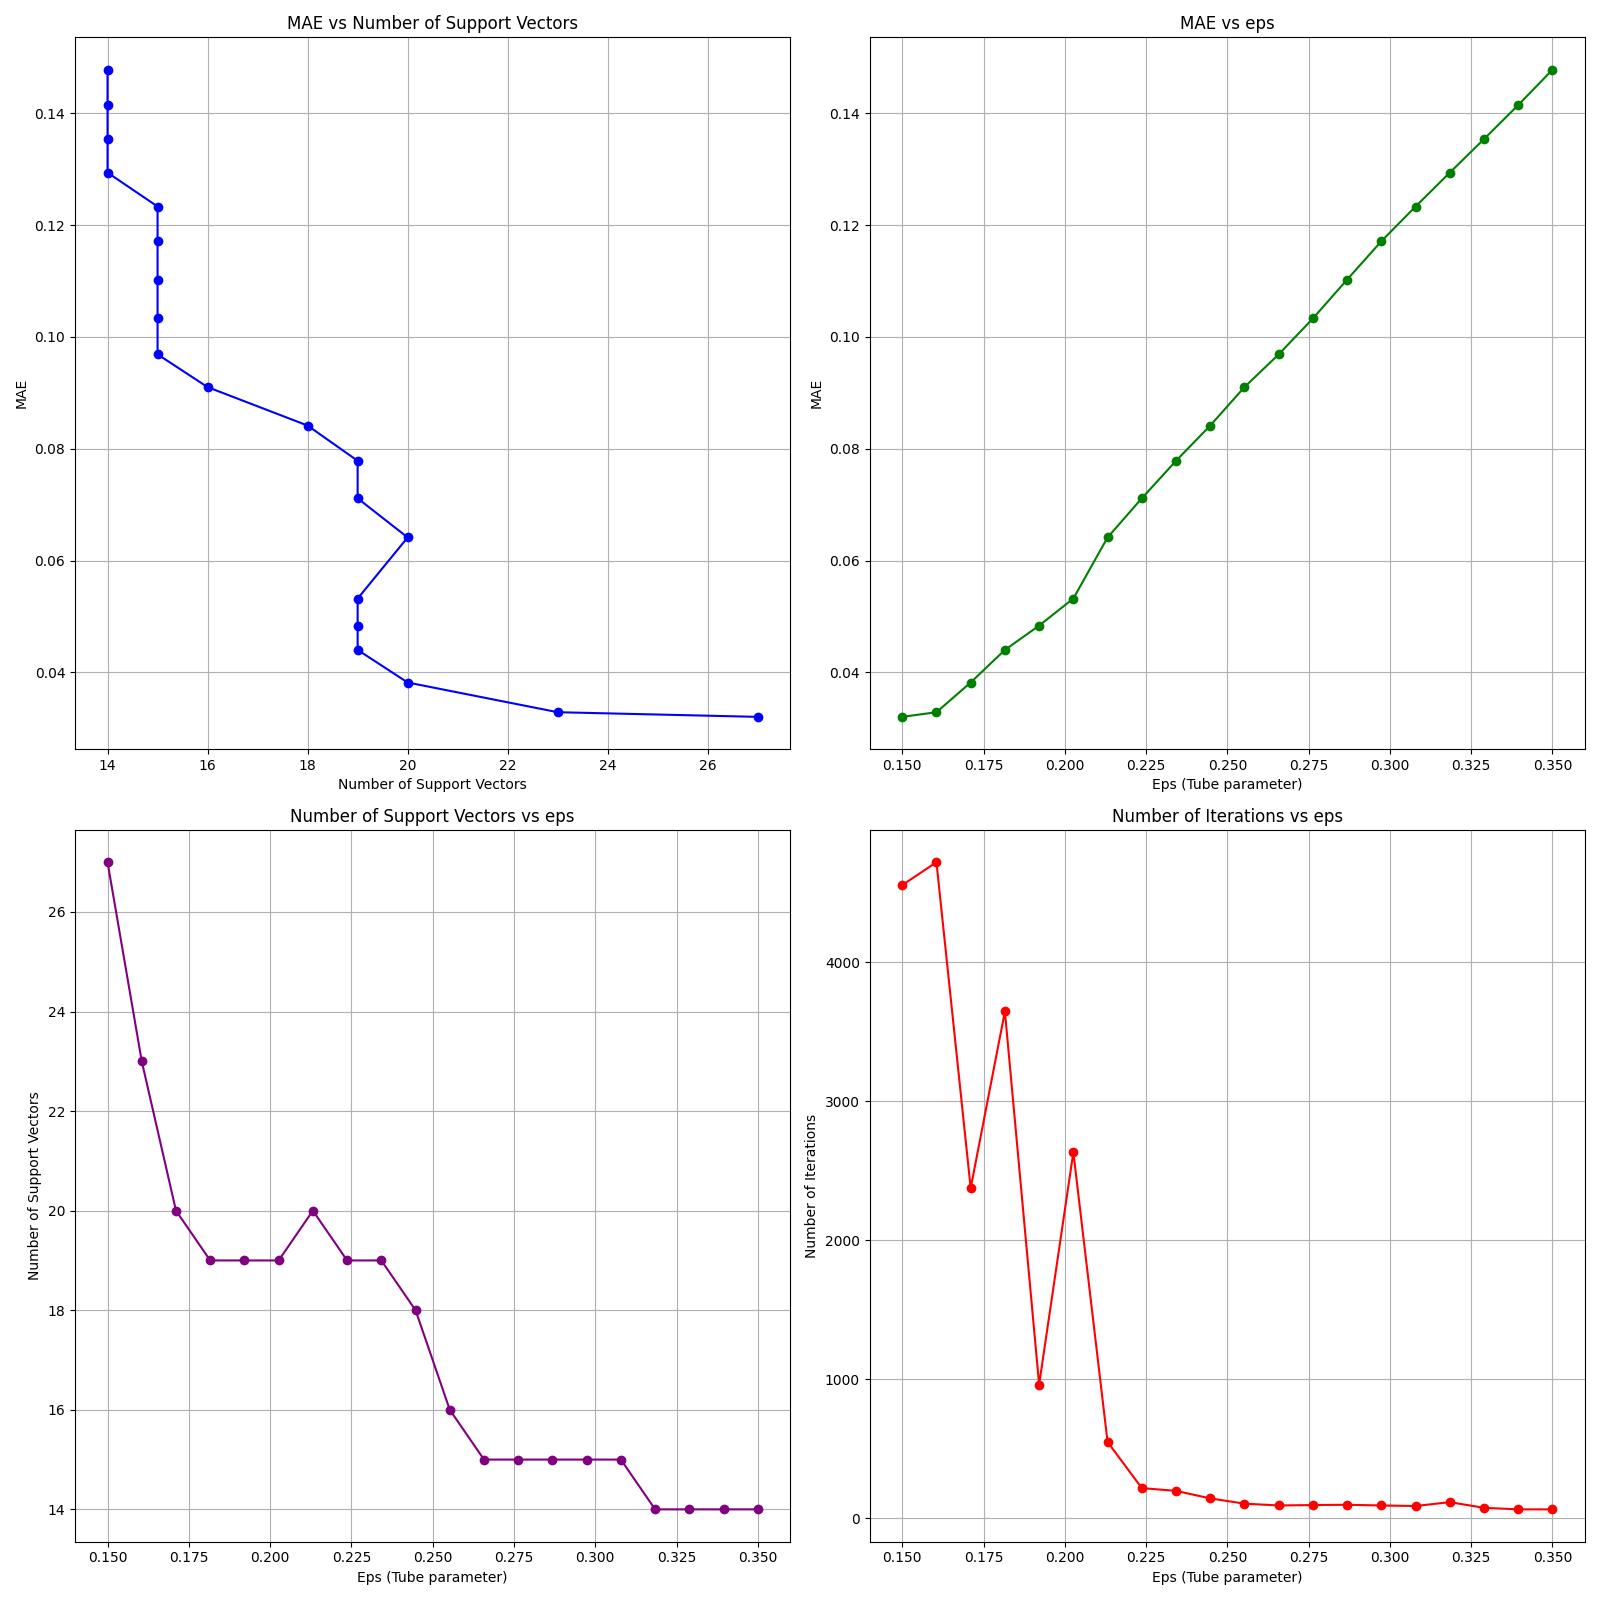 MAE vs Number of Support Vectors
MAE
0.14
0.12
0.10
0.08
0.06
0.04
14 16 18 20 22 24 26
Number of Support Vectors
MAE vs eps
MAE
0.14
0.12
0.10
0.08
0.06
0.04
0.150 0.175 0.200 0.225 0.250 0.275 0.300 0.325 0.350
Eps (Tube parameter)
Number of Support Vectors vs eps
Number of Support Vectors
26
24
22
20
18
16
14
0.150 0.175 0.200 0.225 0.250 0.275 0.300 0.325 0.350
Eps (Tube parameter)
Number of Iterations vs eps
Number of Iterations
4000
3000
2000
1000
0
0.150 0.175 0.200 0.225 0.250 0.275 0.300 0.325 0.350
Eps (Tube parameter)